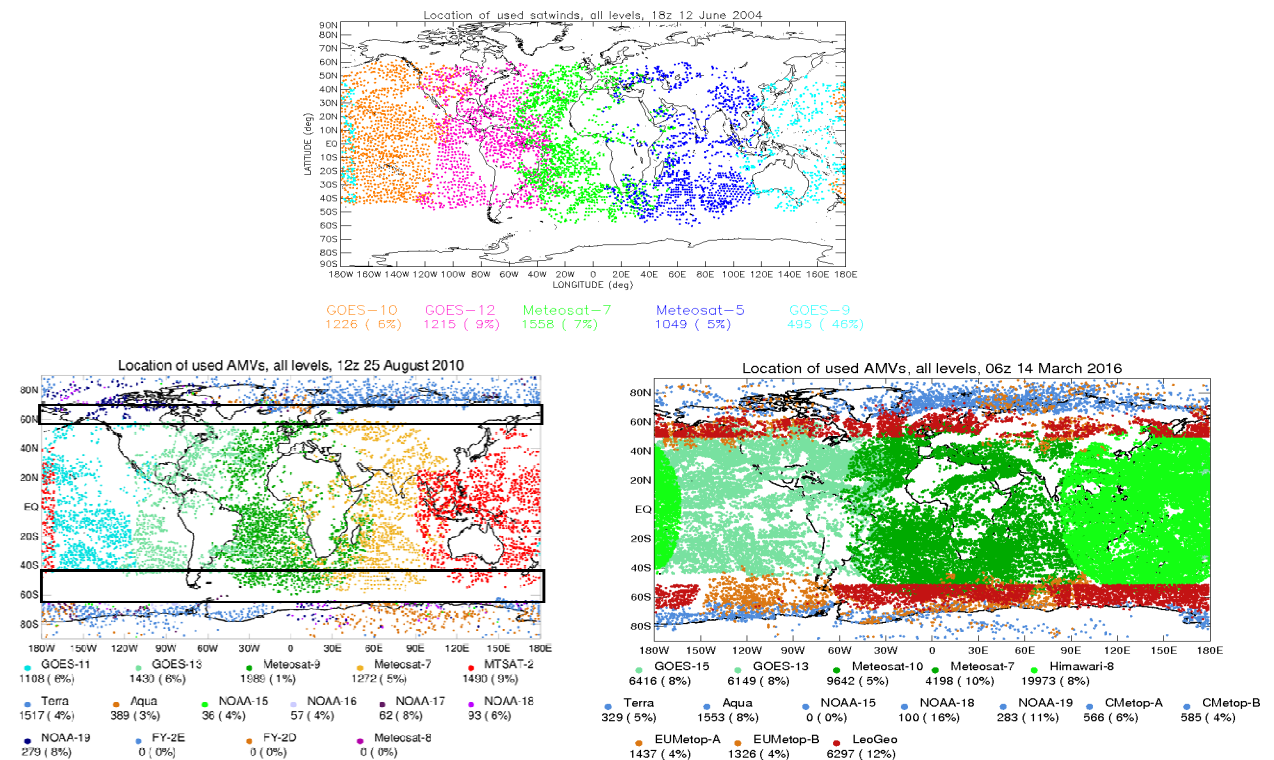 Location of used satwinds, all levels, 18z 12 June 2004
90N
80N
70N
60N
50N
40N
30N
20N
10N
EQ
10S
20S
30S
40S
50S
60S
70S
80S
90S
LATITUDE (deg)
180W 160W 140W 120W 100W 80W 60W 40W 20W 0 20E 40E 60E 80E 100E 120E 140E 160E 180E
LONGITUDE (deg)
GOES-10 GOES-12 Meteosat-7 Meteosat-5 GOES-9
1226 ( 6%) 1215 ( 9%) 1558 ( 7%) 1049 ( 5%) 495 ( 46%)
Location of used AMVs, all levels, 12z 25 August 2010
80N
60N
40N
20N
EQ
20S
40S
60S
80S
180W 150W 120W 90W 60W 30W 0 30E 60E 90E 120E 150E 180E
GOES-11 GOES-13 Meteosat-9 Meteosat-7 MTSAT-2
1108 ( 6%) 1430 ( 6%) 1989 ( 1%) 1272 ( 5%) 1490 ( 9%)
Terra Aqua NOAA-15 NOAA-16 NOAA-17 NOAA-18
1517 ( 4%) 389 ( 3%) 36 ( 4%) 57 ( 4%) 62 ( 8%) 93 ( 6%)
NOAA-19 FY-2E FY-2D Meteosat-8
279 ( 8%) 0 ( 0%) 0 ( 0%) 0 ( 0%)
Location of used AMVs, all levels, 06z 14 March 2016
80N
60N
40N
20N
EQ
20S
40S
60S
80S
180W 150W 120W 90W 60W 30W 0 30E 60E 90E 120E 150E 180E
GOES-15 GOES-13 Meteosat-10 Meteosat-7 Himawari-8
6416 ( 8%) 6149 ( 8%) 9642 ( 5%) 4198 ( 10%) 19973 ( 8%)
Terra Aqua NOAA-15 NOAA-18 NOAA-19 CMetop-A CMetop-B
329 ( 5%) 1553 ( 8%) 0 ( 0%) 100 ( 16%) 283 ( 11%) 566 ( 6%) 585 ( 4%)
EUMetop-A EUMetop-B LeoGeo
1437 ( 4%) 1326 ( 4%) 6297 ( 12%)